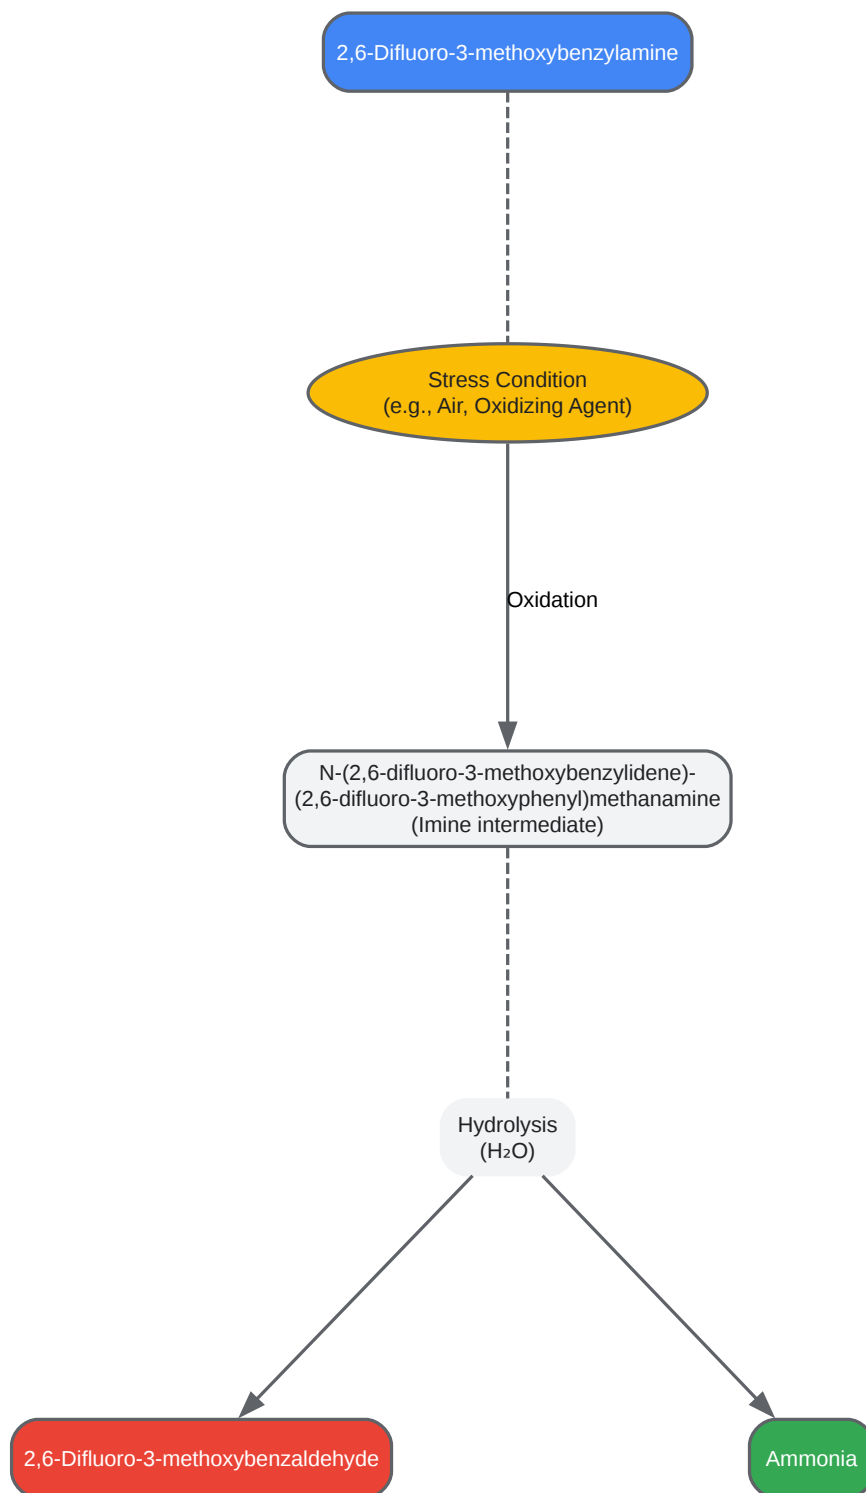 2,6-Difluoro-3-methoxybenzylamine
Stress Condition
(e.g., Air, Oxidizing Agent)
Oxidation
N-(2,6-difluoro-3-methoxybenzylidene)-
(2,6-difluoro-3-methoxyphenyl)methanamine
(Imine intermediate)
Hydrolysis
(H₂O)
2,6-Difluoro-3-methoxybenzaldehyde
Ammonia